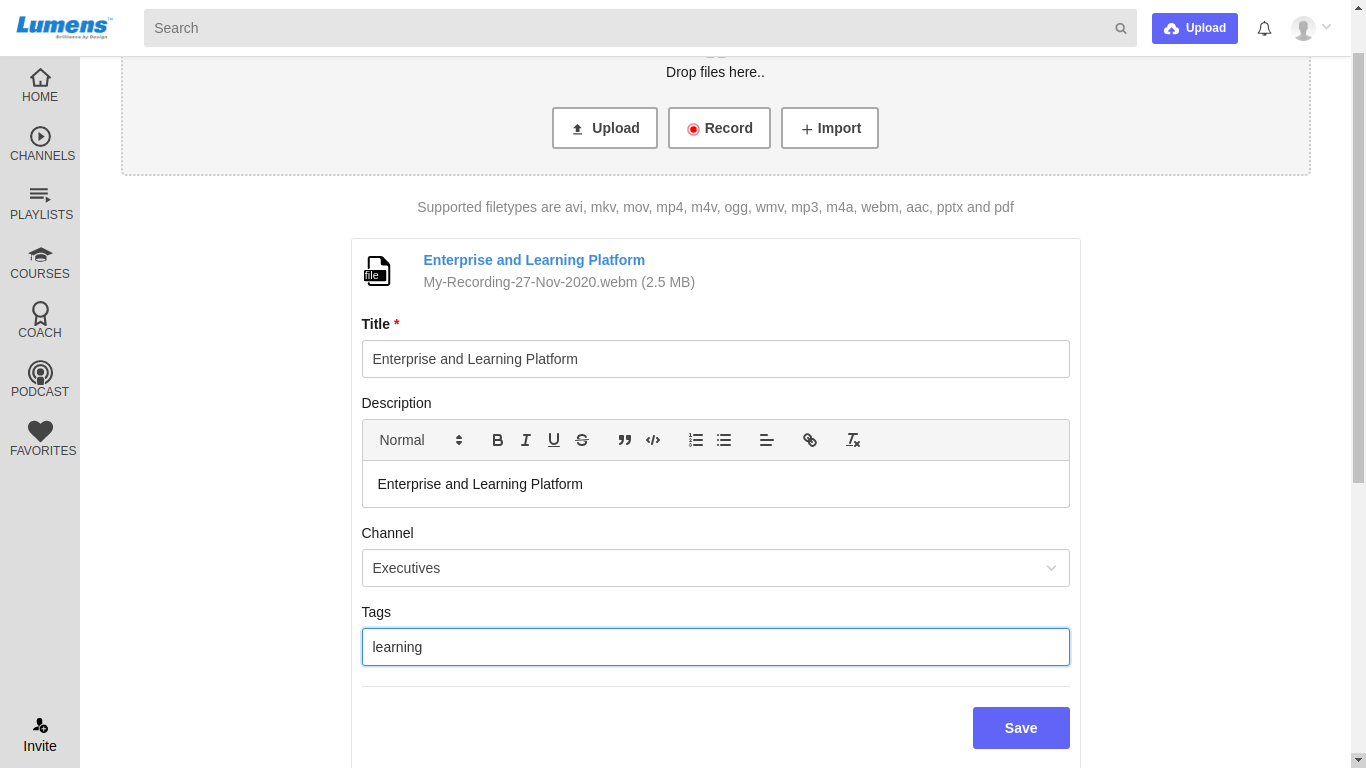 Lumens™
Brilliance by Design
Search
Upload
HOME
CHANNELS
PLAYLISTS
COURSES
COACH
PODCAST
FAVORITES
Invite
Drop files here..
Upload
Record
Import
Supported filetypes are avi, mkv, mov, mp4, m4v, ogg, wmv, mp3, m4a, webm, aac, pptx and pdf
file
Enterprise and Learning Platform
My-Recording-27-Nov-2020.webm (2.5 MB)
Title *
Enterprise and Learning Platform
Description
Normal
Enterprise and Learning Platform
Channel
Executives
Tags
learning
Save